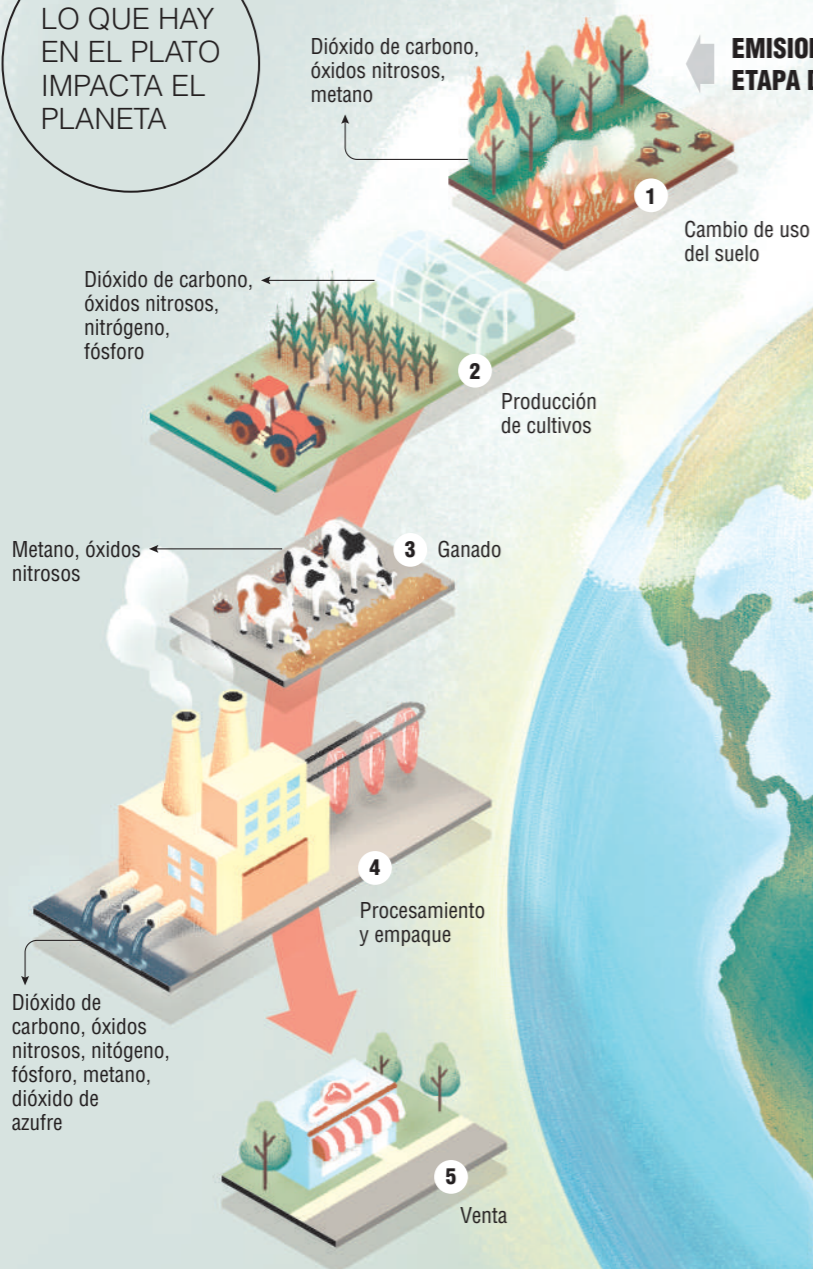 LO QUE HAY
EN EL PLATO
IMPACTA EL
PLANETA
Dióxido de carbono,
óxidos nitrosos,
metano
EMISION
ETAPA D
1
Cambio de uso
del suelo
Dióxido de carbono,
óxidos nitrosos,
nitrógeno,
fósforo
2
Producción
de cultivos
Metano, óxidos
nitrosos
3 Ganado
4
Procesamiento
y empaque
Dióxido de
carbono, óxidos
nitrosos, nitógeno,
fósforo, metano,
dióxido de
azufre
5
Venta